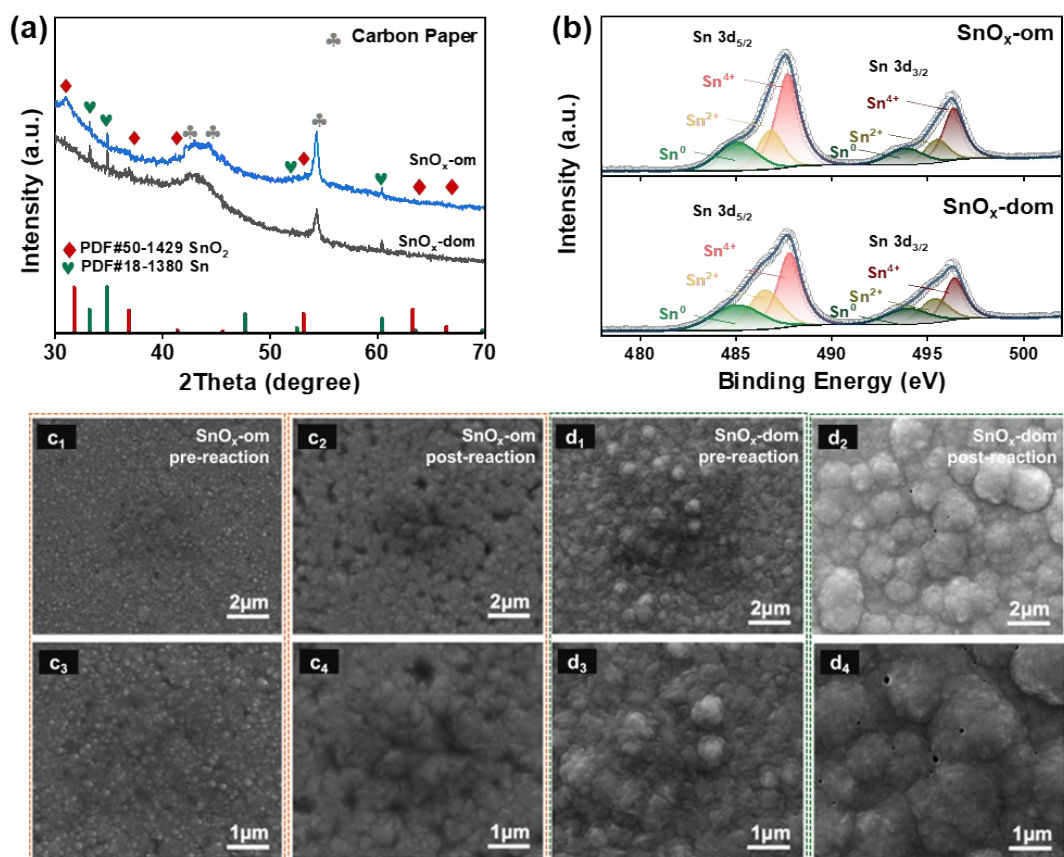 (a)
♣ Carbon Paper
Intensity (a.u.)
SnOₓ-om
SnOₓ-dom
PDF#50-1429 SnO₂
PDF#18-1380 Sn
30 40 50 60 70
2Theta (degree)
(b)
SnOₓ-om
Sn 3d₅/₂
Sn⁴⁺
Sn²⁺
Sn⁰
Sn 3d₃/₂
Sn⁴⁺
Sn²⁺
Sn⁰
SnOₓ-dom
Sn 3d₅/₂
Sn⁴⁺
Sn²⁺
Sn⁰
Sn 3d₃/₂
Sn⁴⁺
Sn²⁺
Sn⁰
Intensity (a.u.)
480 485 490 495 500
Binding Energy (eV)
c₁
SnOₓ-om
pre-reaction
2μm
c₂
SnOₓ-om
post-reaction
2μm
d₁
SnOₓ-dom
pre-reaction
2μm
d₂
SnOₓ-dom
post-reaction
2μm
c₃
1μm
c₄
1μm
d₃
1μm
d₄
1μm